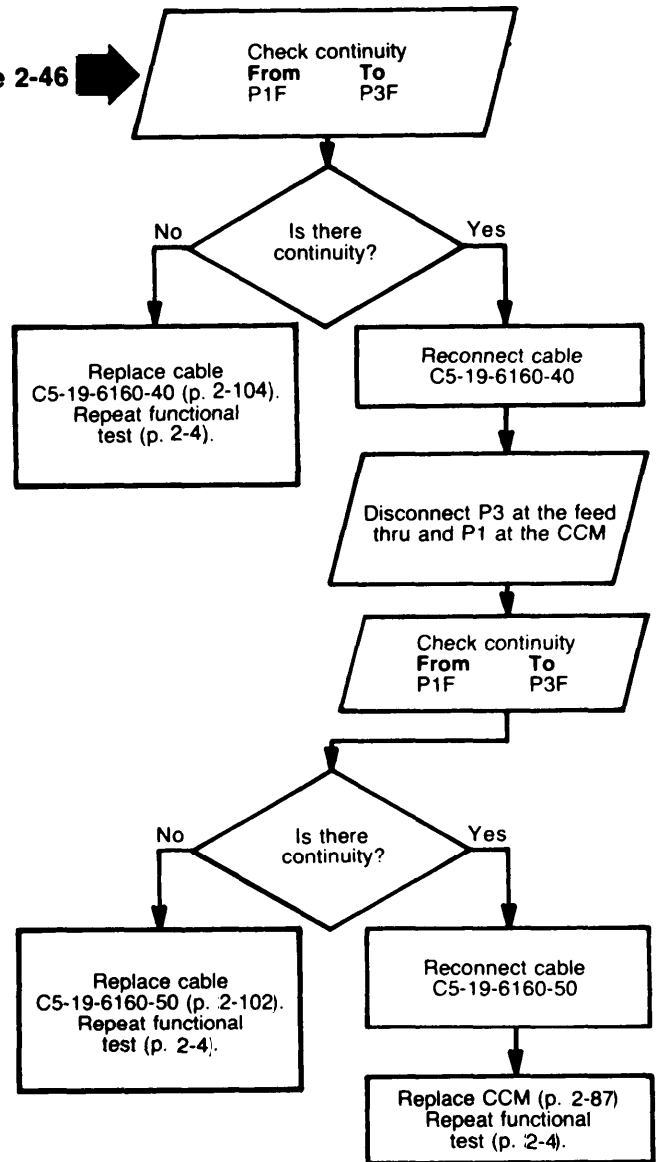 Check continuity
From To
P1F P3F
e 2-46
Is there
continuity?
No
Yes
Replace cable
C5-19-6160-40 (p. 2-104).
Repeat functional
test (p. 2-4).
Reconnect cable
C5-19-6160-40
Disconnect P3 at the feed
thru and P1 at the CCM
Check continuity
From To
P1F P3F
Is there
continuity?
No
Yes
Replace cable
C5-19-6160-50 (p. 2-102).
Repeat functional
test (p. 2-4).
Reconnect cable
C5-19-6160-50
Replace CCM (p. 2-87)
Repeat functional
test (p. 2-4).